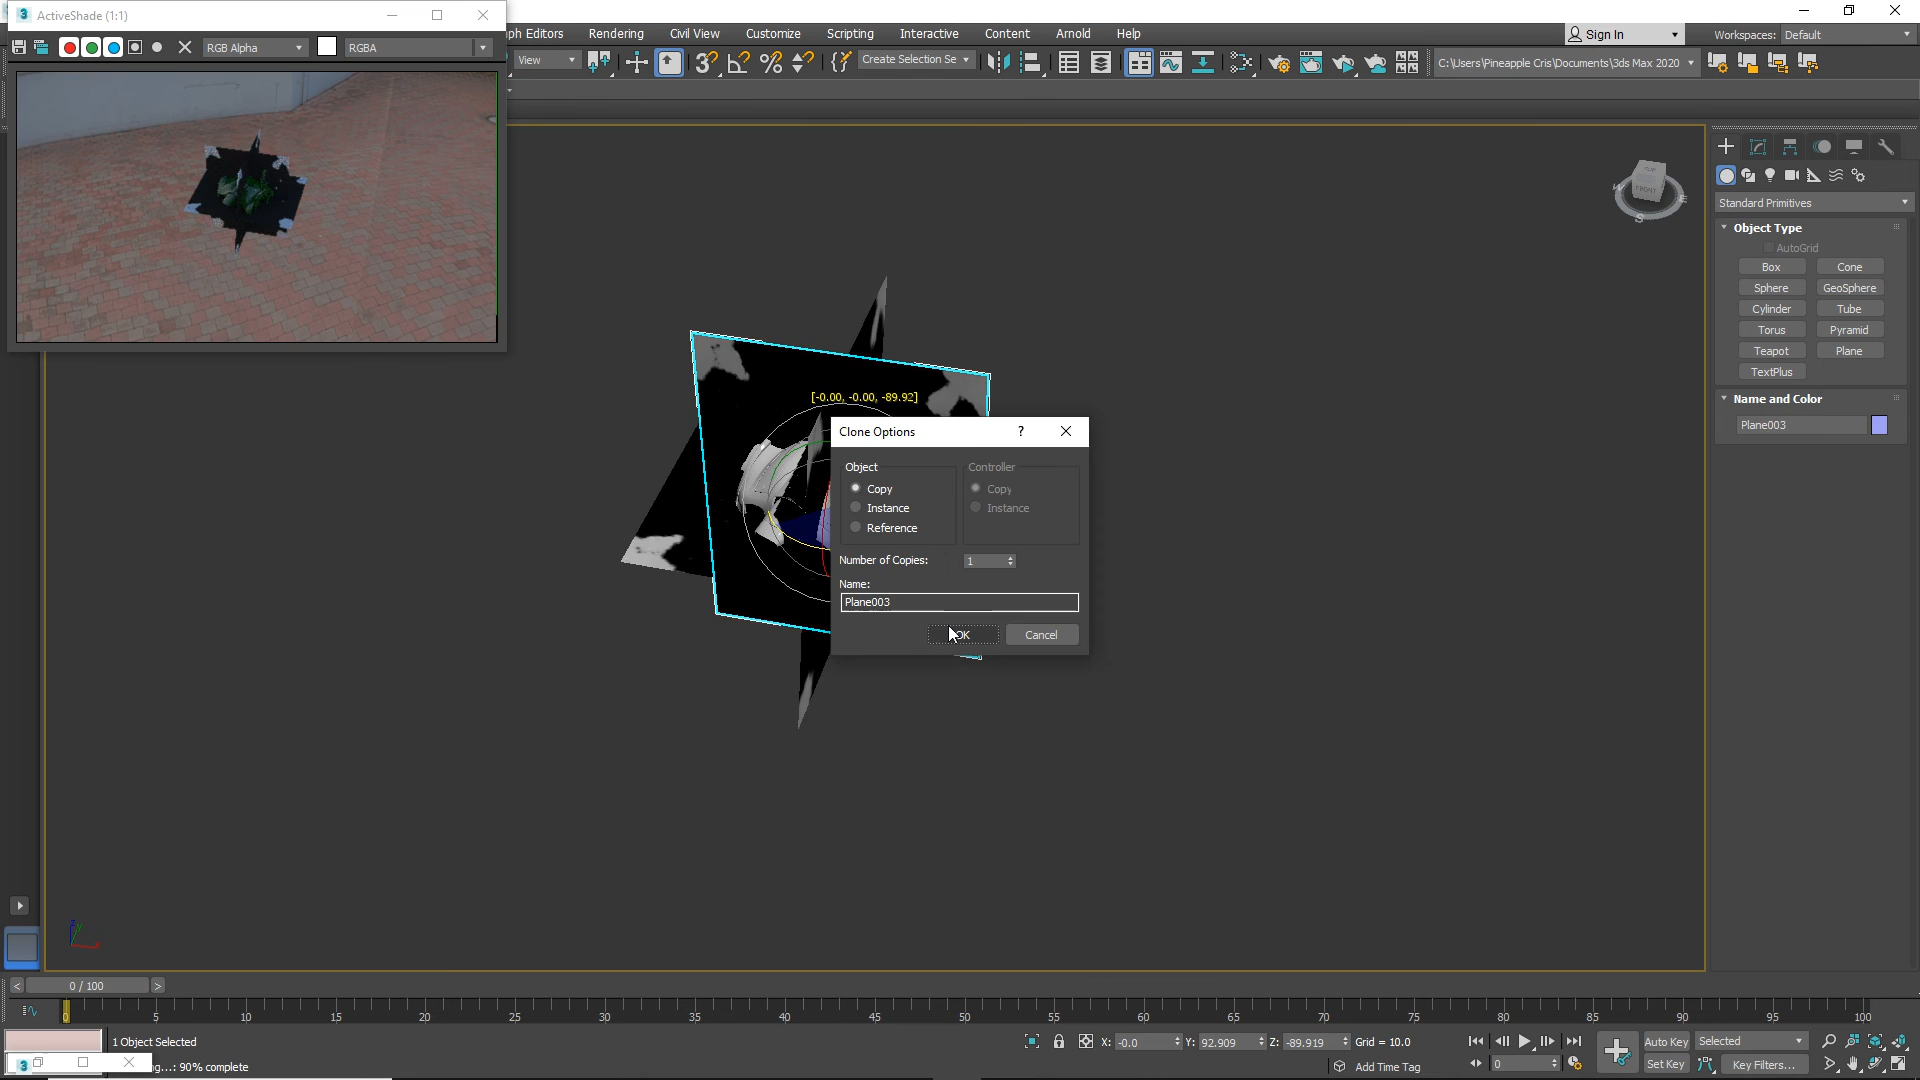 ActiveShade (1:1)
RGB Alpha
RGBA
ph Editors Rendering Civil View Customize Scripting Interactive Content Arnold Help
Sign In
Workspaces: Default
View
Create Selection Se
C:\Users\Pineapple Cris\Documents\3ds Max 2020
TOP
FRONT
W
E
S
Standard Primitives
Object Type
AutoGrid
Box Cone
Sphere GeoSphere
Cylinder Tube
Torus Pyramid
Teapot Plane
TextPlus
Name and Color
Plane003
[-0.00, -0.00, -89.92]
Clone Options ?
Object Controller
Copy Copy
Instance Instance
Reference
Number of Copies: 1
Name:
Plane003
OK Cancel
< 0 / 100 >
0 5 10 15 20 25 30 35 40 45 50 55 60 65 70 75 80 85 90 95 100
1 Object Selected
X: -0.0 Y: 92.909 Z: -89.919 Grid = 10.0
Auto Key Selected
g...: 90% complete
Add Time Tag
0
Set Key Key Filters...